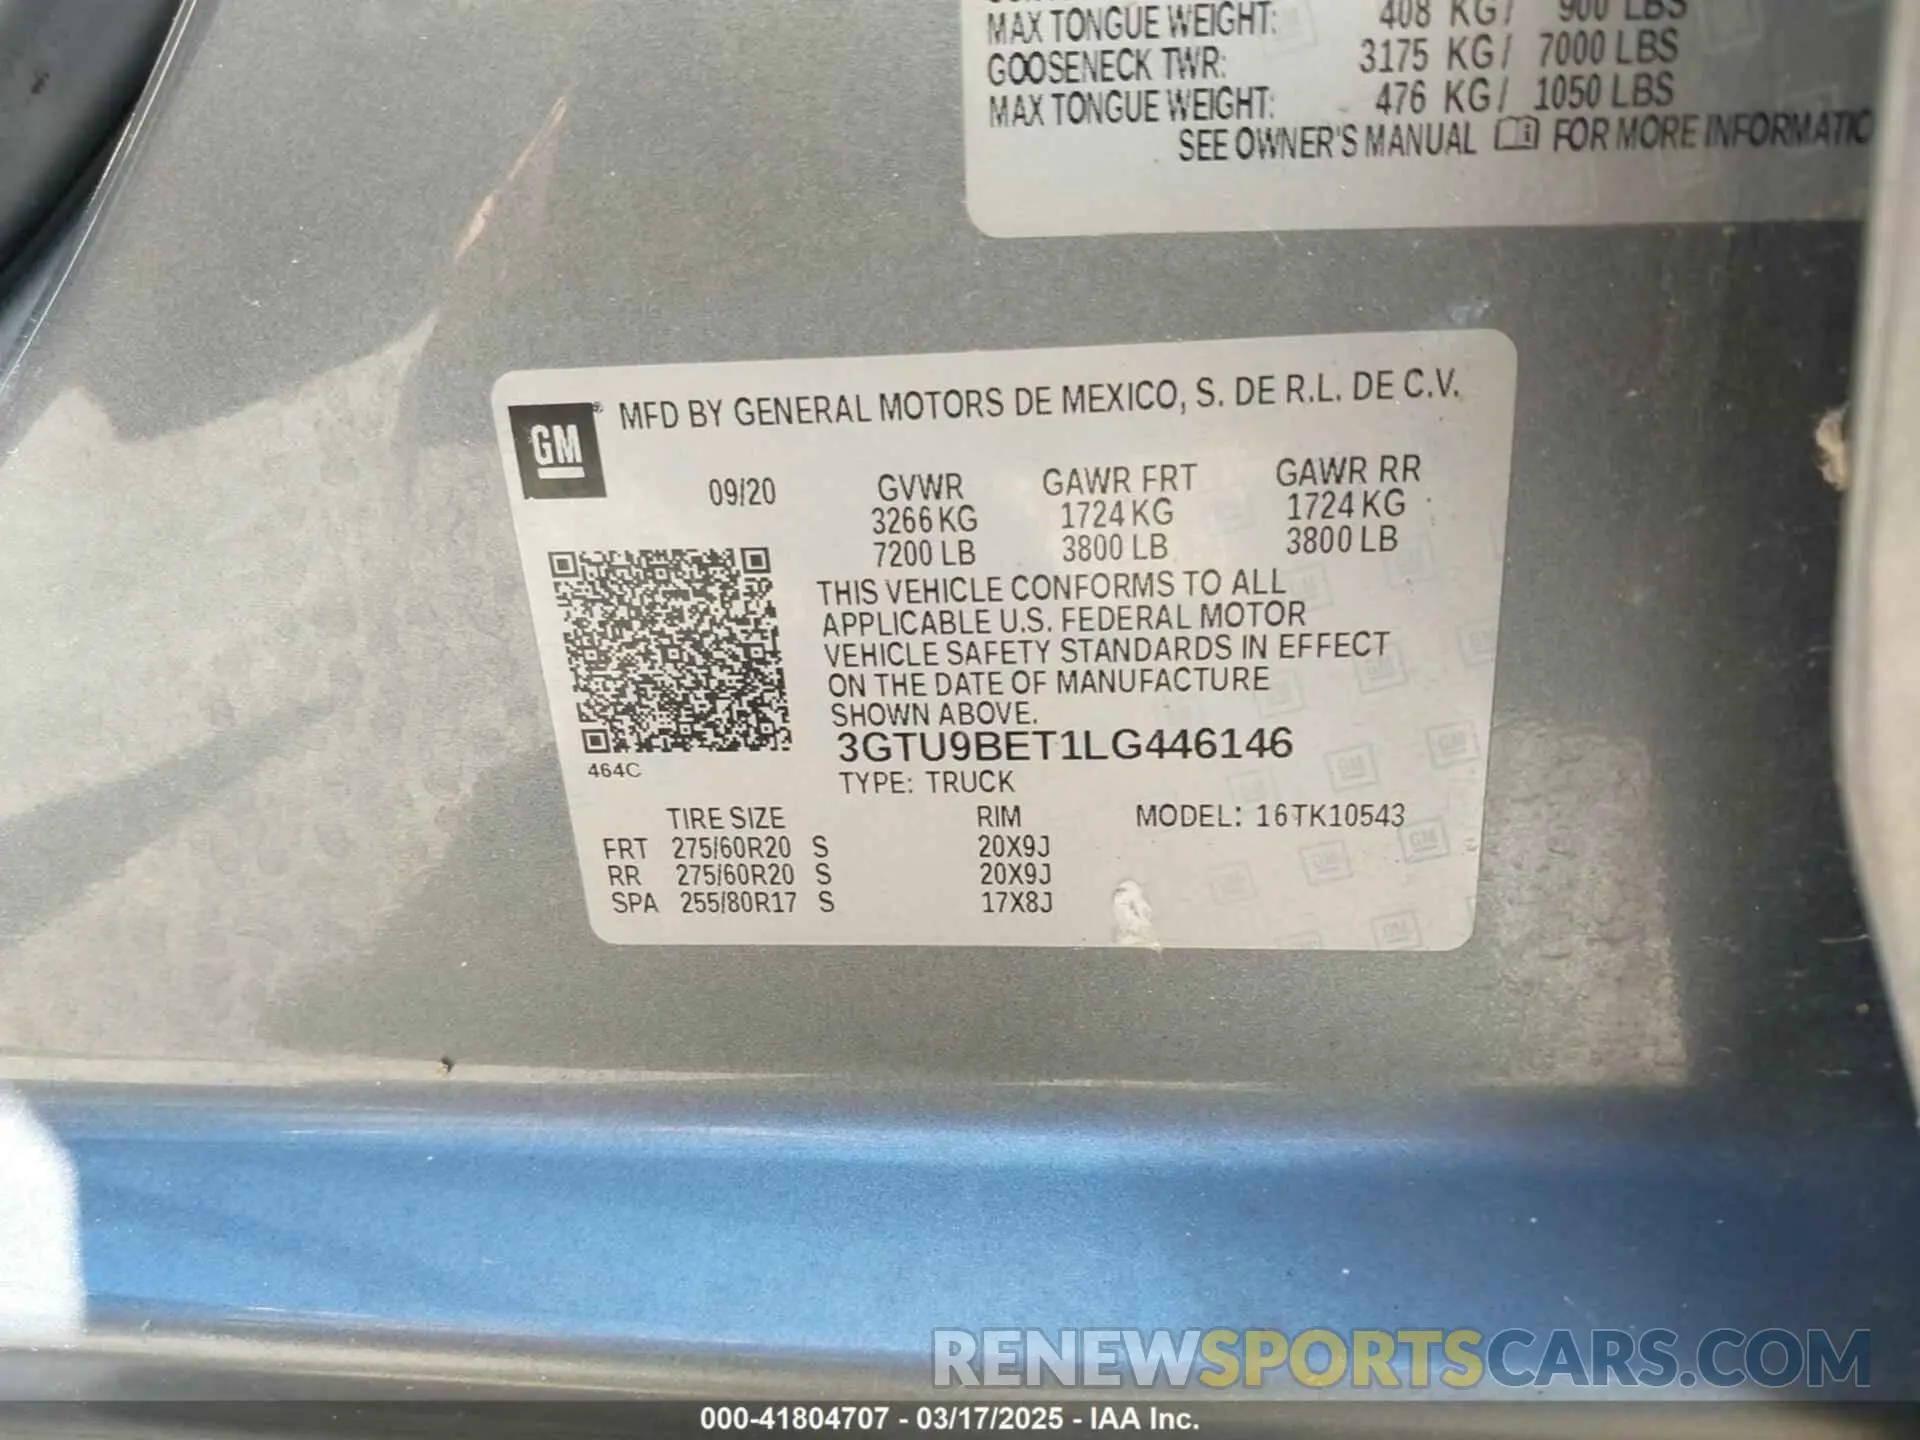 MAX TONGUE WEIGHT: 408 KG/ 900 LBS
GOOSENECK TWR: 3175 KG/ 7000 LBS
MAX TONGUE WEIGHT: 476 KG/ 1050 LBS
SEE OWNER'S MANUAL FOR MORE INFORMATIO
GM
MFD BY GENERAL MOTORS DE MEXICO, S. DE R.L. DE C.V.
09/20 GVWR GAWR FRT GAWR RR
3266 KG 1724 KG 1724 KG
7200 LB 3800 LB 3800 LB
THIS VEHICLE CONFORMS TO ALL
APPLICABLE U.S. FEDERAL MOTOR
VEHICLE SAFETY STANDARDS IN EFFECT
ON THE DATE OF MANUFACTURE
SHOWN ABOVE.
3GTU9BET1LG446146
464C
TYPE: TRUCK
TIRE SIZE RIM MODEL: 16TK10543
FRT 275/60R20 S 20X9J
RR 275/60R20 S 20X9J
SPA 255/80R17 S 17X8J
RENEWSPORTSCARS.COM
000-41804707 - 03/17/2025 - IAA Inc.